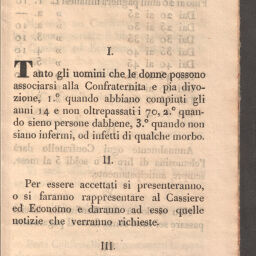 I.
Tanto gli uomini che le donne possono
associarsi alla Confraternita e pia divo-
zione, 1.° quando abbiano compiuti gli
anni 14 e non oltrepassati i 70, 2.° quan-
do sieno persone dabbene, 3.° quando non
siano infermi, od infetti di qualche morbo.
II.
Per essere accettati si presenteranno,
o si faranno rappresentare al Cassiere
ed Economo e daranno ad esso quelle
notizie che verranno richieste.
III.